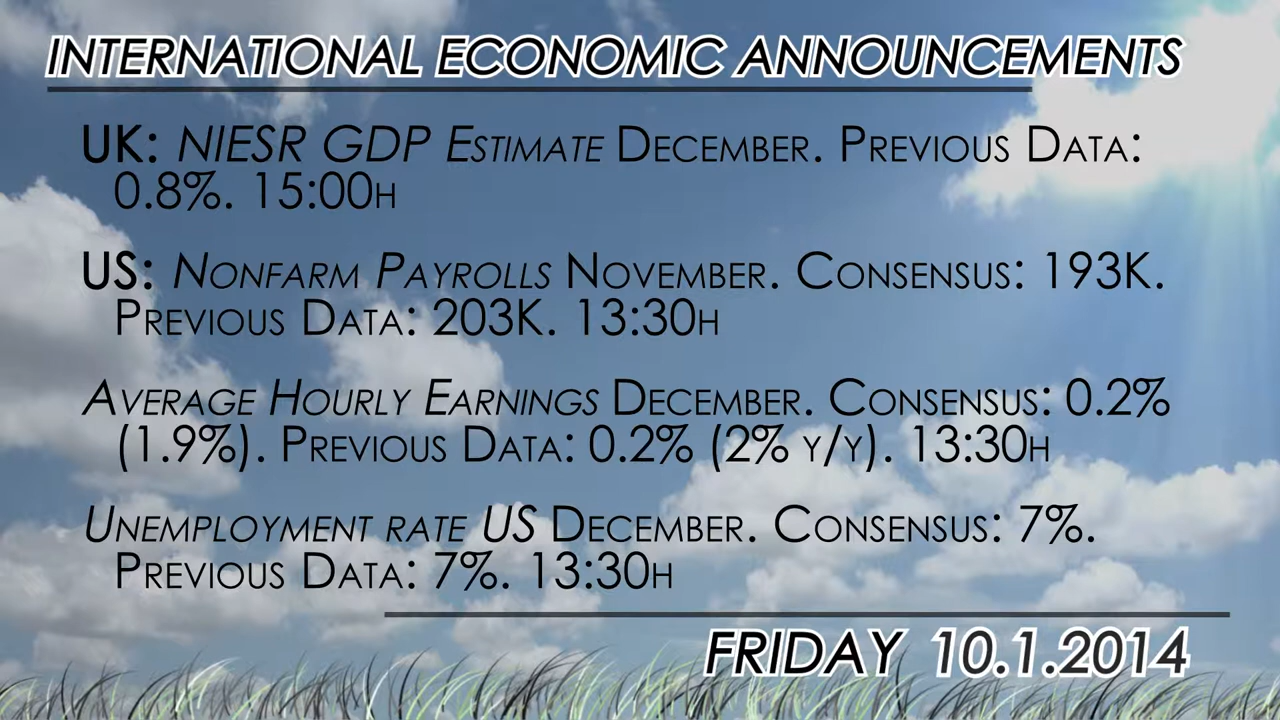 INTERNATIONAL ECONOMIC ANNOUNCEMENTS
UK: NIESR GDP Estimate December. Previous Data:
0.8%. 15:00h
US: Nonfarm Payrolls November. Consensus: 193K.
Previous Data: 203K. 13:30h
Average Hourly Earnings December. Consensus: 0.2%
(1.9%). Previous Data: 0.2% (2% y/y). 13:30h
Unemployment rate US December. Consensus: 7%.
Previous Data: 7%. 13:30h
FRIDAY 10.1.2014